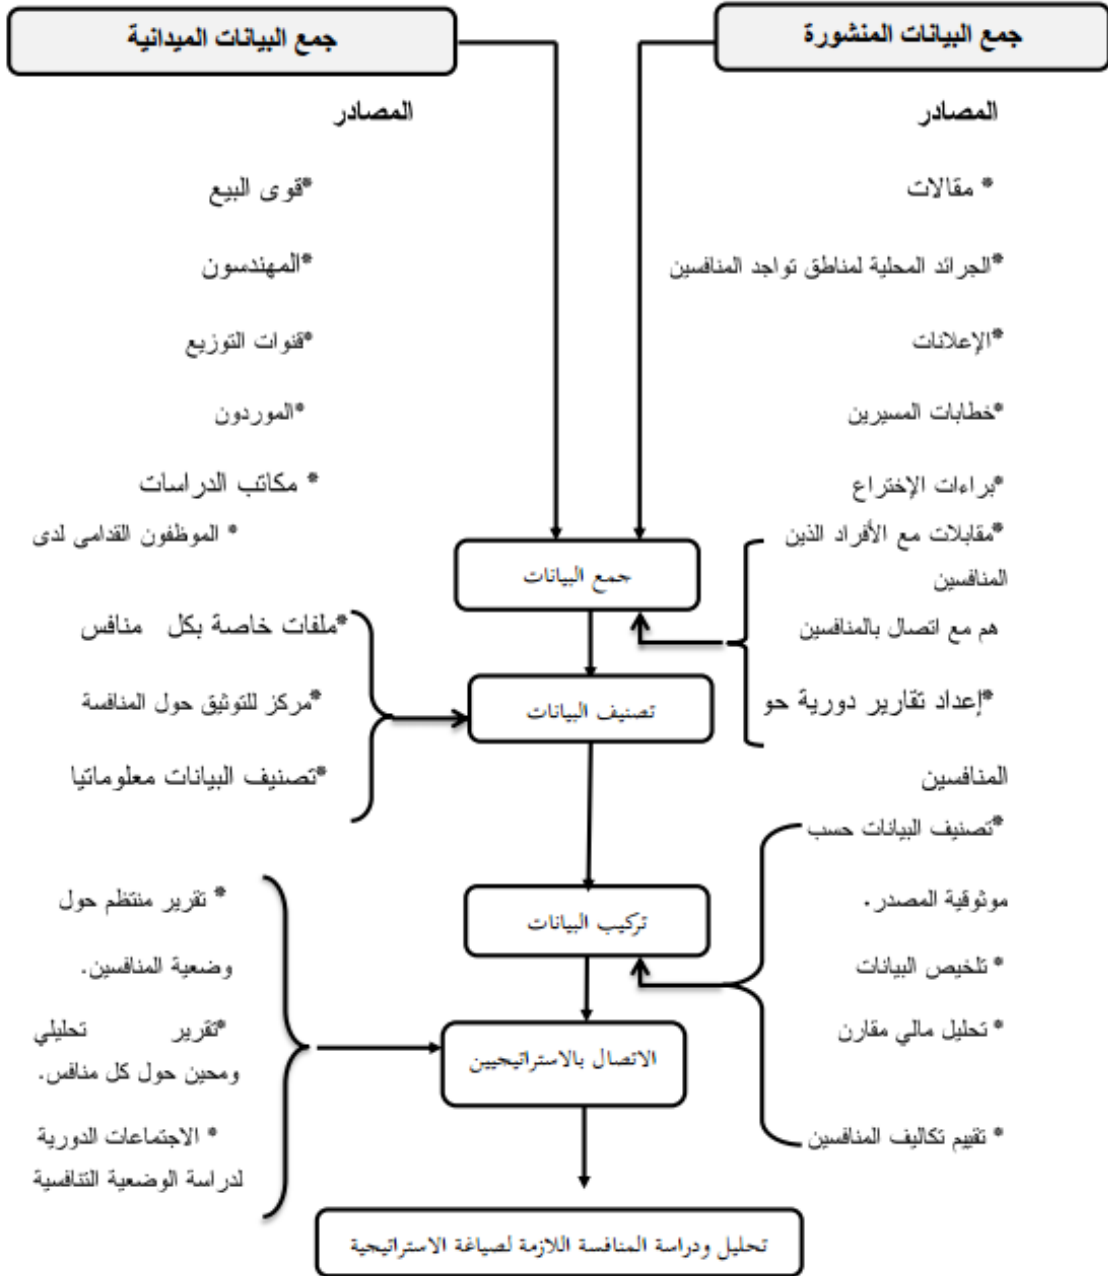 جمع البيانات المنشورة
جمع البيانات الميدانية
المصادر
المصادر
* مقالات
*قوى البيع
*الجرائد المحلية لمناطق تواجد المنافسين
*المهندسون
*الإعلانات
*قنوات التوزيع
*خطابات المسيرين
*الموردون
*براءات الإختراع
* مكاتب الدراسات
*مقابلات مع الأفراد الذين
* الموظفون القدامى لدى
المنافسين
جمع البيانات
هم مع اتصال بالمنافسين
*ملفات خاصة بكل منافس
*إعداد تقارير دورية حو
تصنيف البيانات
*مركز للتوثيق حول المنافسة
المنافسين
*تصنيف البيانات معلوماتيا
*تصنيف البيانات حسب
موثوقية المصدر.
تركيب البيانات
* تقرير منتظم حول
* تلخيص البيانات
وضعية المنافسين.
* تحليل مالي مقارن
الاتصال بالاستراتيجيين
*تقرير تحليلي
ومحين حول كل منافس.
* تقييم تكاليف المنافسين
* الاجتماعات الدورية
لدراسة الوضعية التنافسية
تحليل ودراسة المنافسة اللازمة لصياغة الاستراتيجية